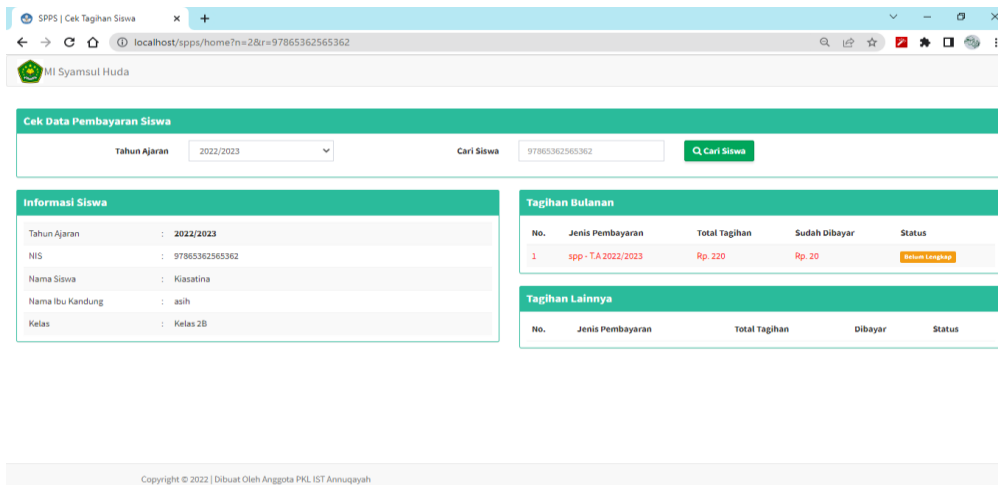 SPPS | Cek Tagihan Siswa
localhost/spps/home?n=2&r=97865362565362
MI Syamsul Huda
Cek Data Pembayaran Siswa
Tahun Ajaran 2022/2023 Cari Siswa 97865362565362 Cari Siswa
Informasi Siswa
Tahun Ajaran : 2022/2023
NIS : 97865362565362
Nama Siswa : Kiasatina
Nama Ibu Kandung : asih
Kelas : Kelas 2B
Tagihan Bulanan
No. Jenis Pembayaran Total Tagihan Sudah Dibayar Status
1 spp - T.A 2022/2023 Rp. 220 Rp. 20 Belum Lengkap
Tagihan Lainnya
No. Jenis Pembayaran Total Tagihan Dibayar Status
Copyright © 2022 | Dibuat Oleh Anggota PKL IST Annuqayah